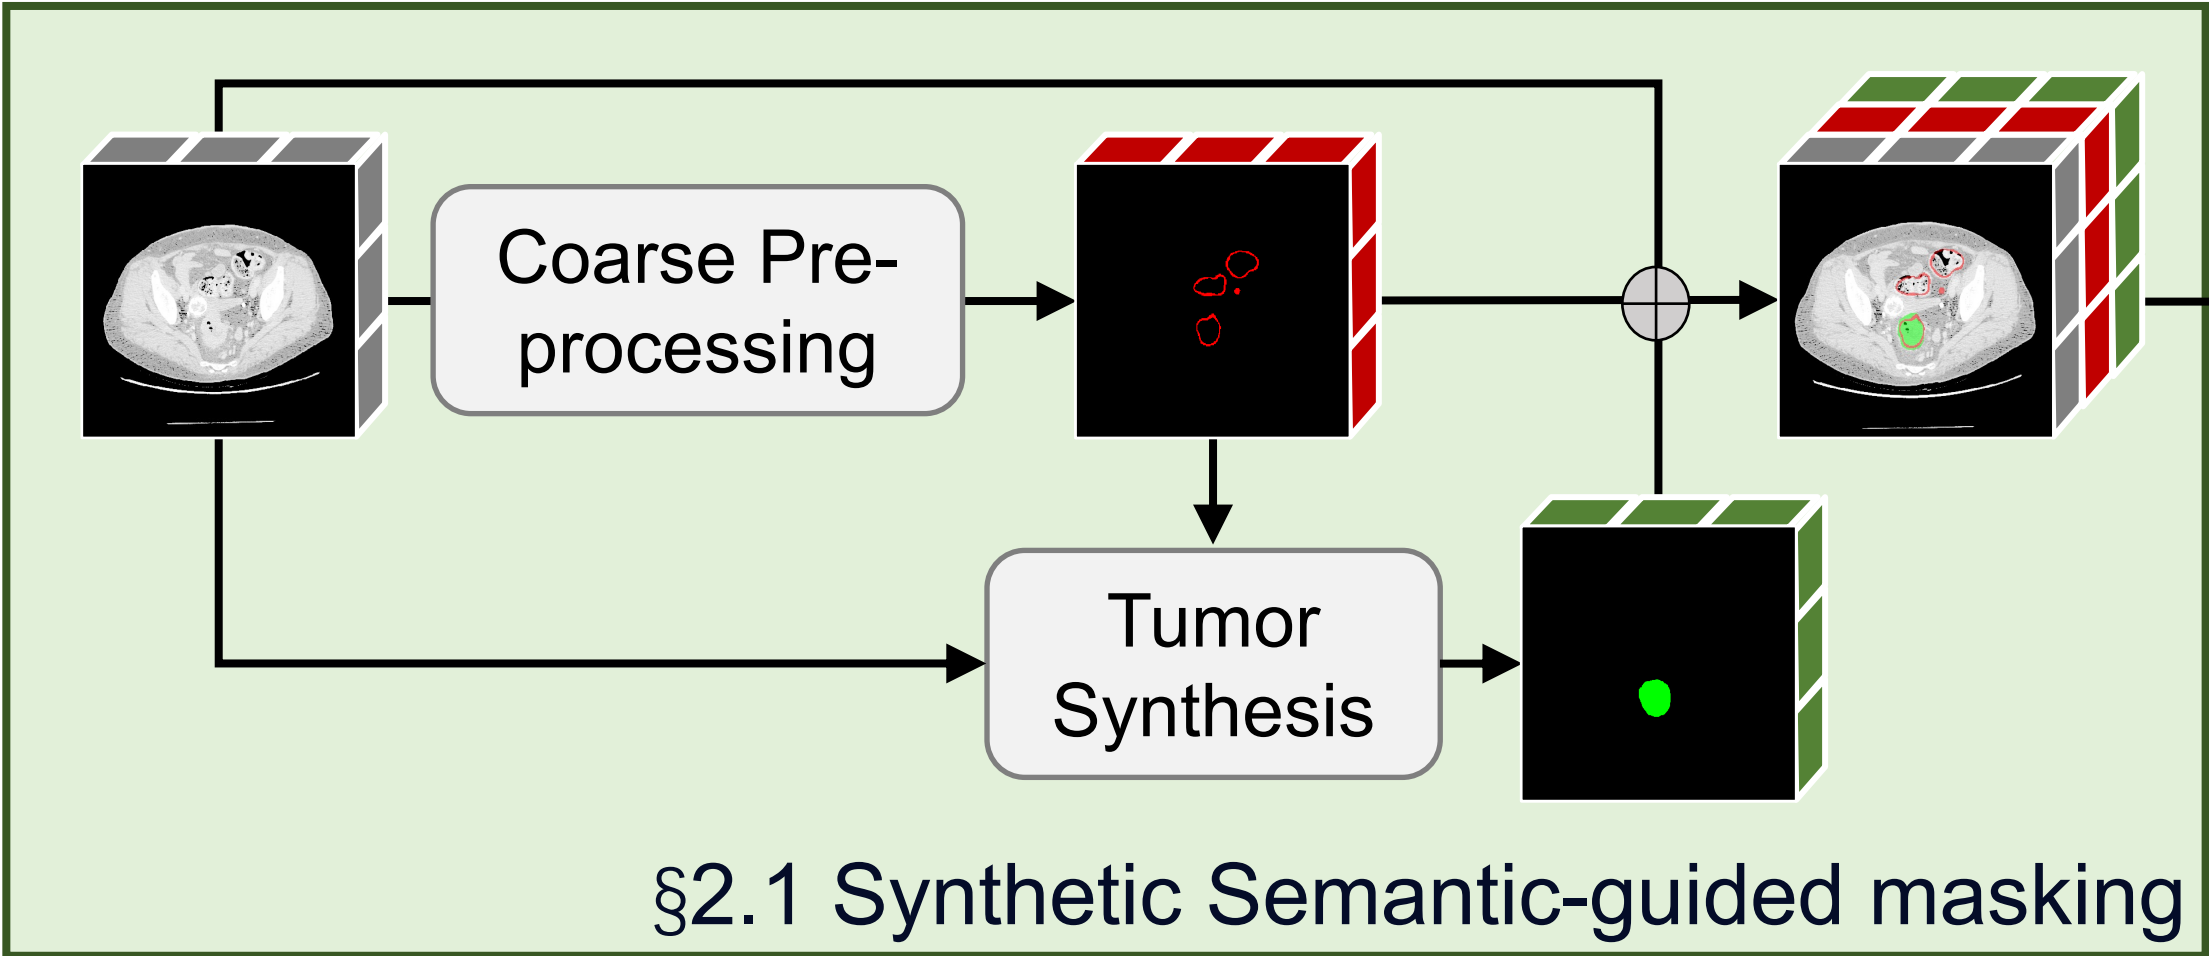 Coarse Pre-
processing
Tumor
Synthesis
§2.1 Synthetic Semantic-guided masking